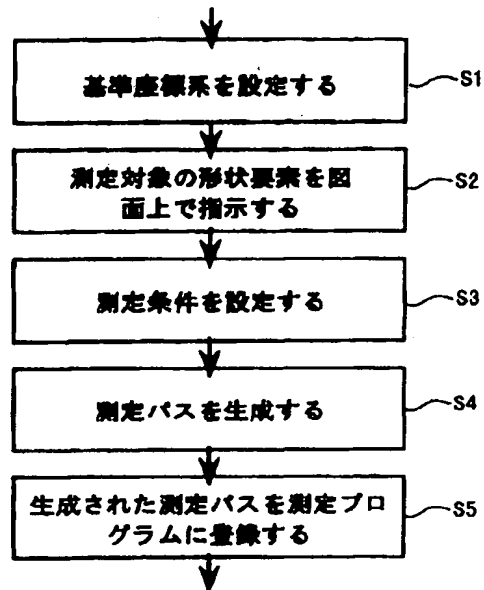 基準座標系を設定する
S1
測定対象の形状要素を図
面上で指示する
S2
測定条件を設定する
S3
測定パスを生成する
S4
生成された測定パスを測定プロ
グラムに登録する
S5